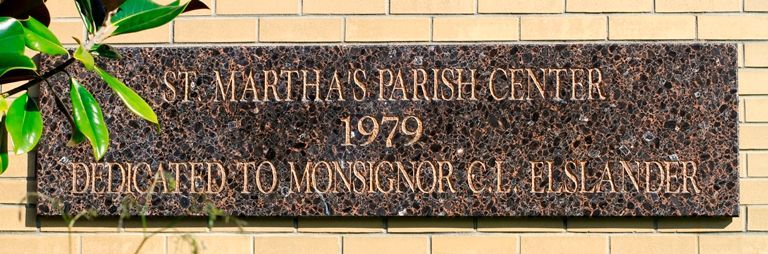 ST. MARTHA'S PARISH CENTER
1979
DEDICATED TO MONSIGNOR C.L. ELSLANDER